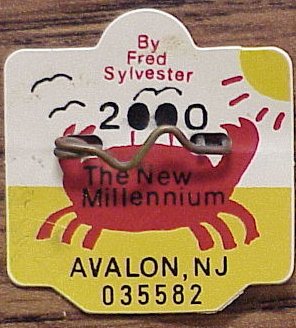 By
Fred
Sylvester
2000
The New
Millennium
AVALON, NJ
035582